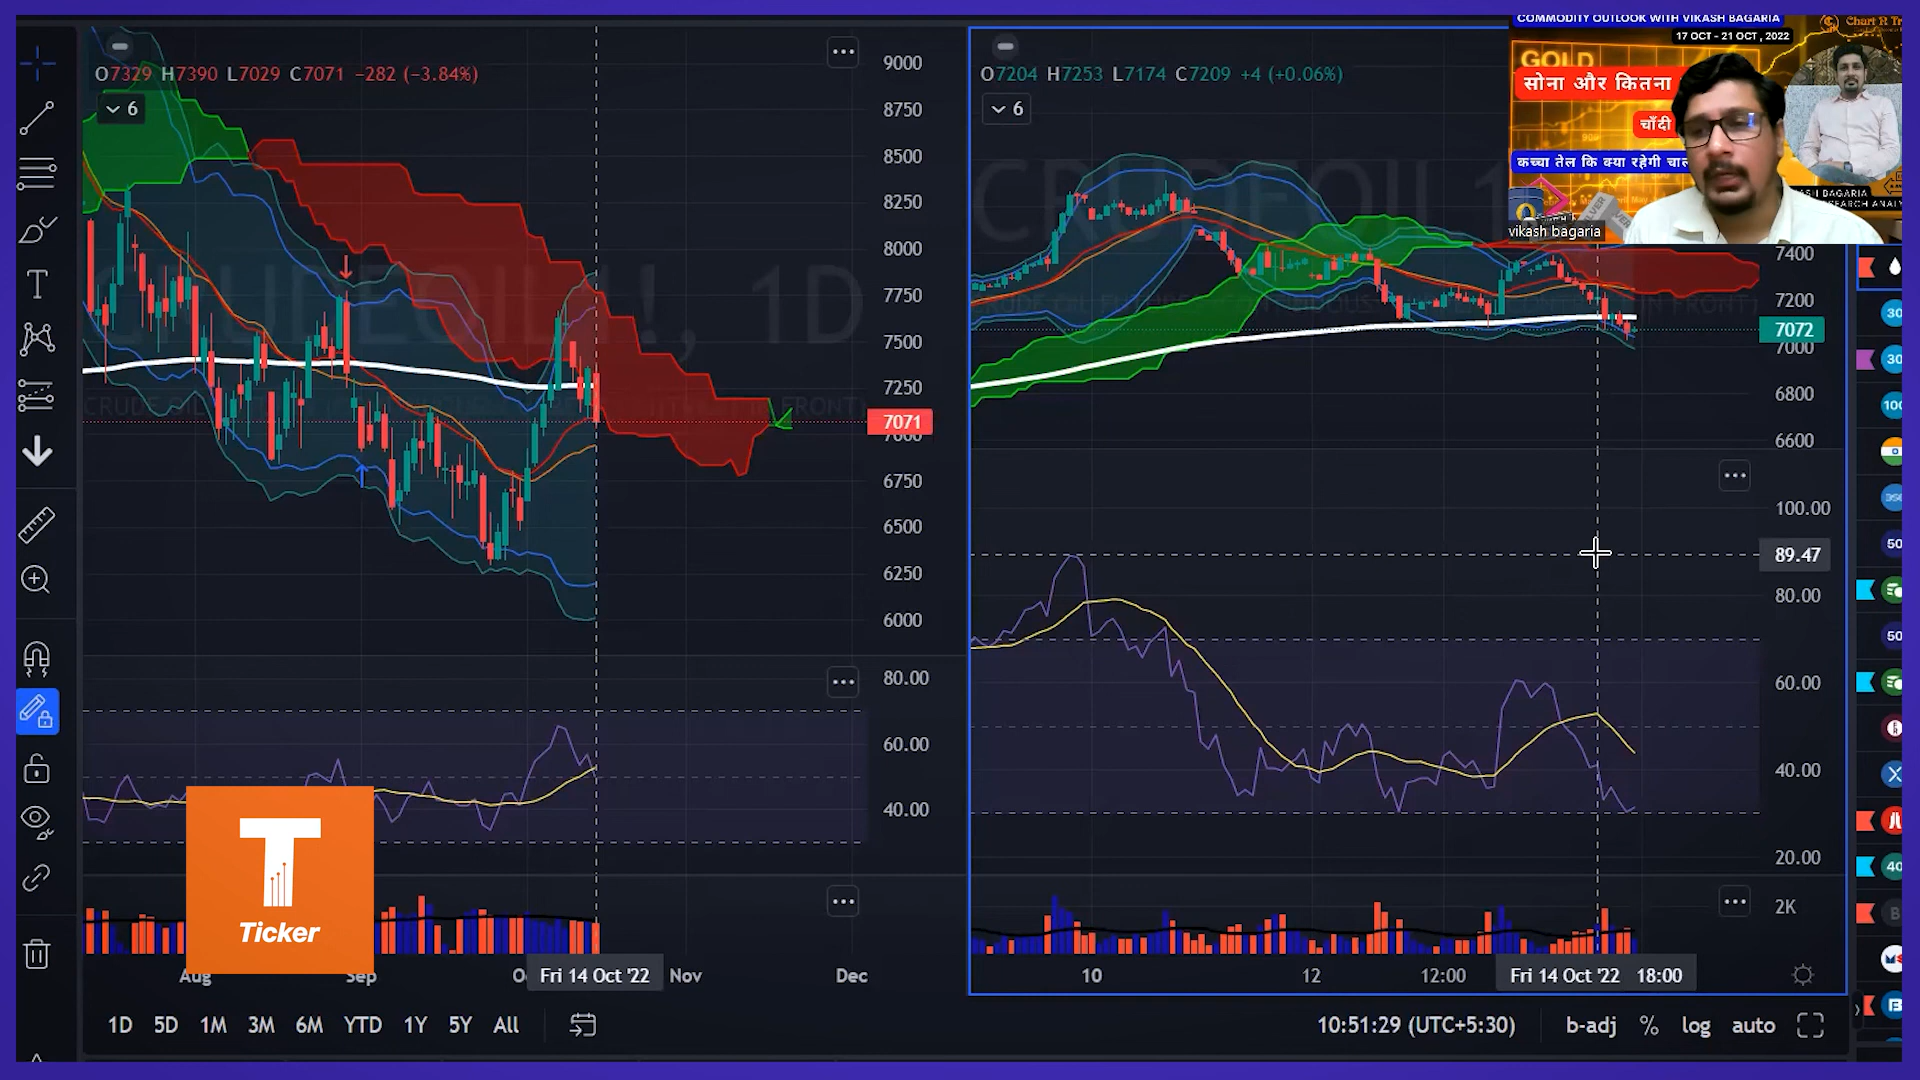 COMMODITY OUTLOOK WITH VIKASH BAGARIA
17 OCT - 21 OCT , 2022
GOLD
सोना और कितना
चाँदी
कच्चा तेल कि क्या रहेगी
vikash bagaria
O7329 H7390 L7029 C7071 −282 (−3.84%)
6
9000
8750
8500
8250
8000
7750
7500
7250
7071
7000
6750
6500
6250
6000
80.00
60.00
40.00
Aug
Sep
Fri 14 Oct '22
Nov
Dec
O7204 H7253 L7174 C7209 +4 (+0.06%)
6
7400
7200
7072
7000
6800
6600
100.00
89.47
80.00
60.00
40.00
20.00
2K
10
12
12:00
Fri 14 Oct '22 18:00
T
Ticker
1D 5D 1M 3M 6M YTD 1Y 5Y All
10:51:29 (UTC+5:30)
b-adj % log auto